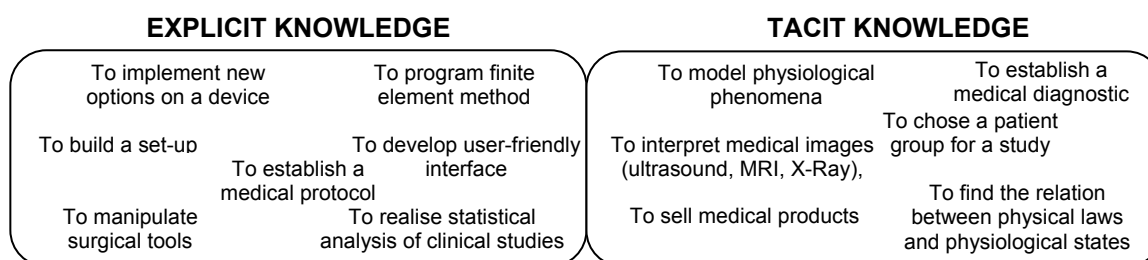 EXPLICIT KNOWLEDGE
To implement new
options on a device
To program finite
element method
To build a set-up
To develop user-friendly
interface
To establish a
medical protocol
To manipulate
surgical tools
To realise statistical
analysis of clinical studies
TACIT KNOWLEDGE
To model physiological
phenomena
To establish a
medical diagnostic
To chose a patient
group for a study
To interpret medical images
(ultrasound, MRI, X-Ray),
To sell medical products
To find the relation
between physical laws
and physiological states